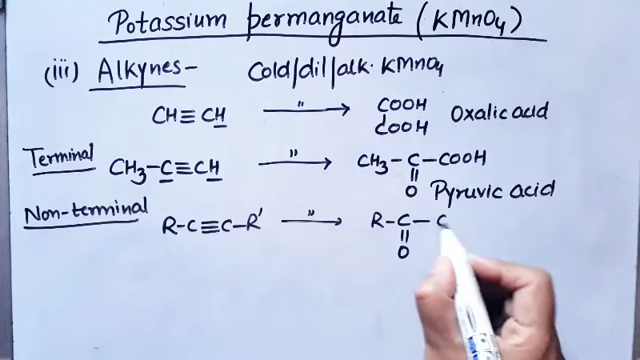 Potassium permanganate (KMnO4)
(iii) Alkynes- Cold/dil/alk. KMnO4
CH≡CH —"→ COOH
COOH Oxalic acid
Terminal CH3-C≡CH —"→ CH3-C-COOH
||
O Pyruvic acid
Non-terminal R-C≡C-R' —"→ R-C-C
||
O